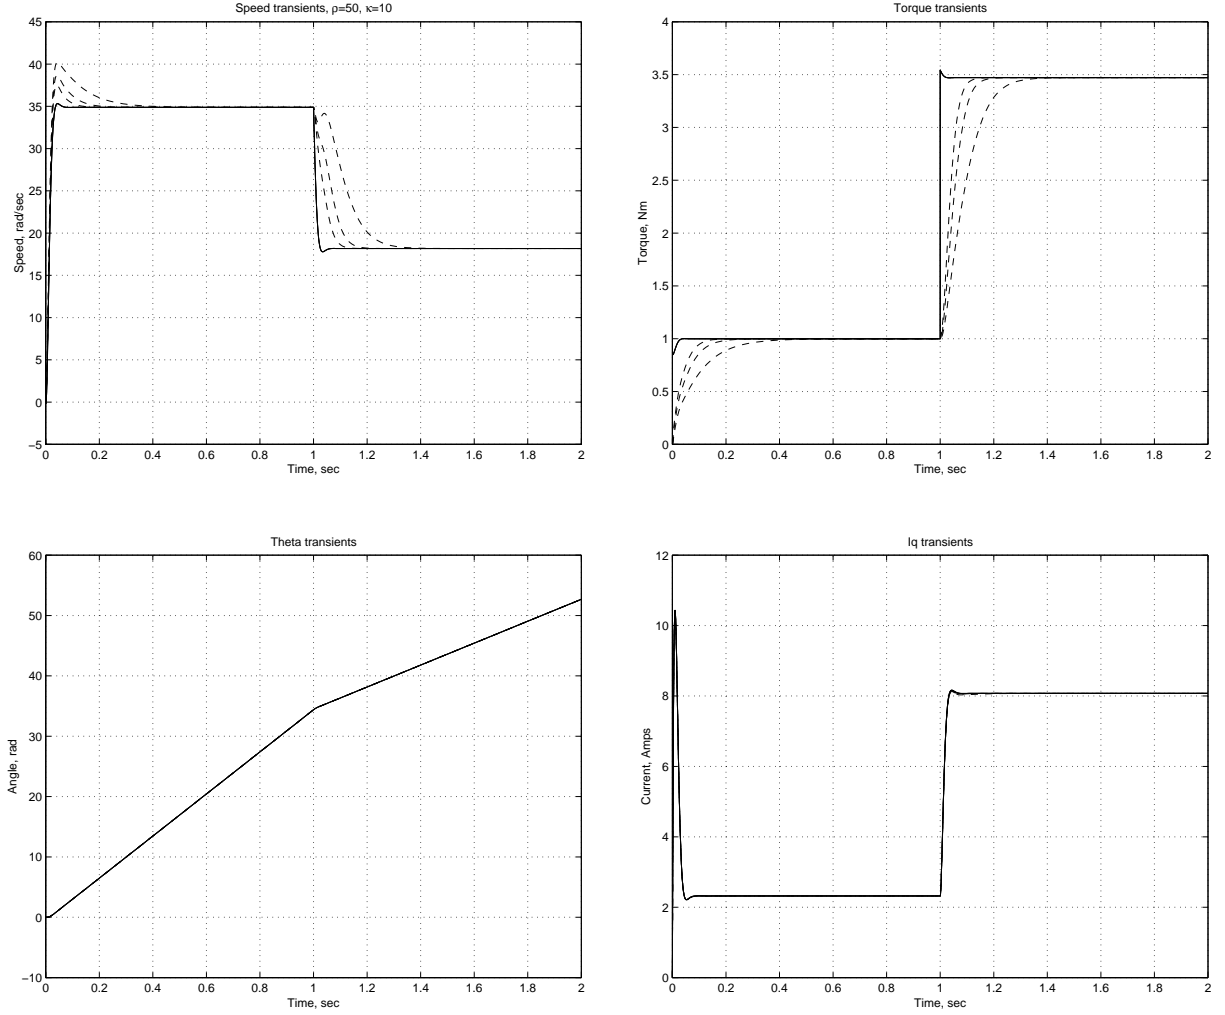 Speed transients, ρ=50, κ=10
45
40
35
30
25
20
15
10
5
0
−5
Speed, rad/sec
0 0.2 0.4 0.6 0.8 1 1.2 1.4 1.6 1.8 2
Time, sec
Torque transients
4
3.5
3
2.5
2
1.5
1
0.5
0
Torque, Nm
0 0.2 0.4 0.6 0.8 1 1.2 1.4 1.6 1.8 2
Time, sec
Theta transients
60
50
40
30
20
10
0
−10
Angle, rad
0 0.2 0.4 0.6 0.8 1 1.2 1.4 1.6 1.8 2
Time, sec
Iq transients
12
10
8
6
4
2
0
Current, Amps
0 0.2 0.4 0.6 0.8 1 1.2 1.4 1.6 1.8 2
Time, sec